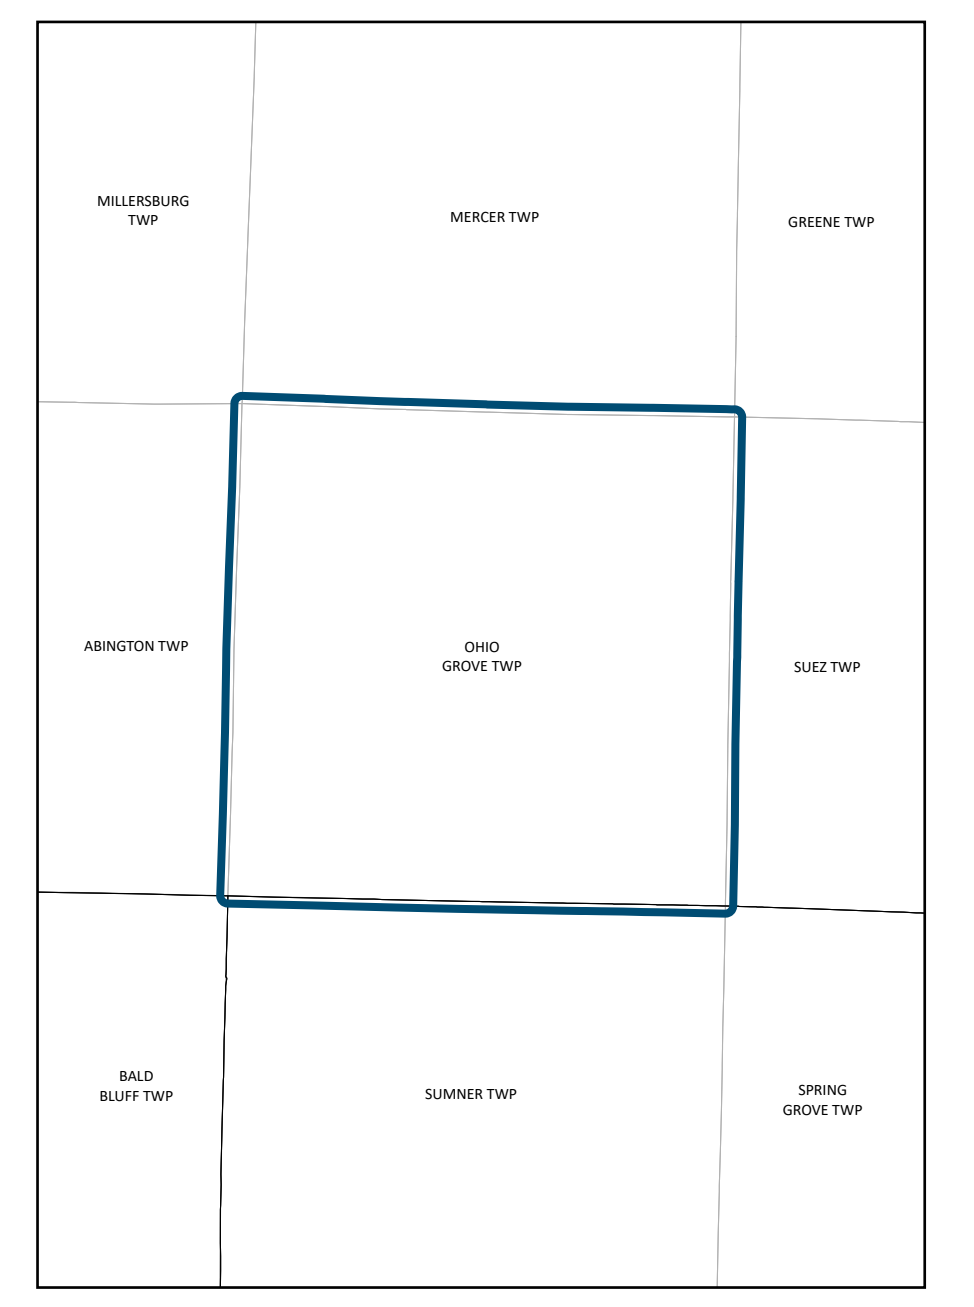 MILLERSBURG
TWP
MERCER TWP
GREENE TWP
ABINGTON TWP
OHIO
GROVE TWP
SUEZ TWP
BALD
BLUFF TWP
SUMNER TWP
SPRING
GROVE TWP